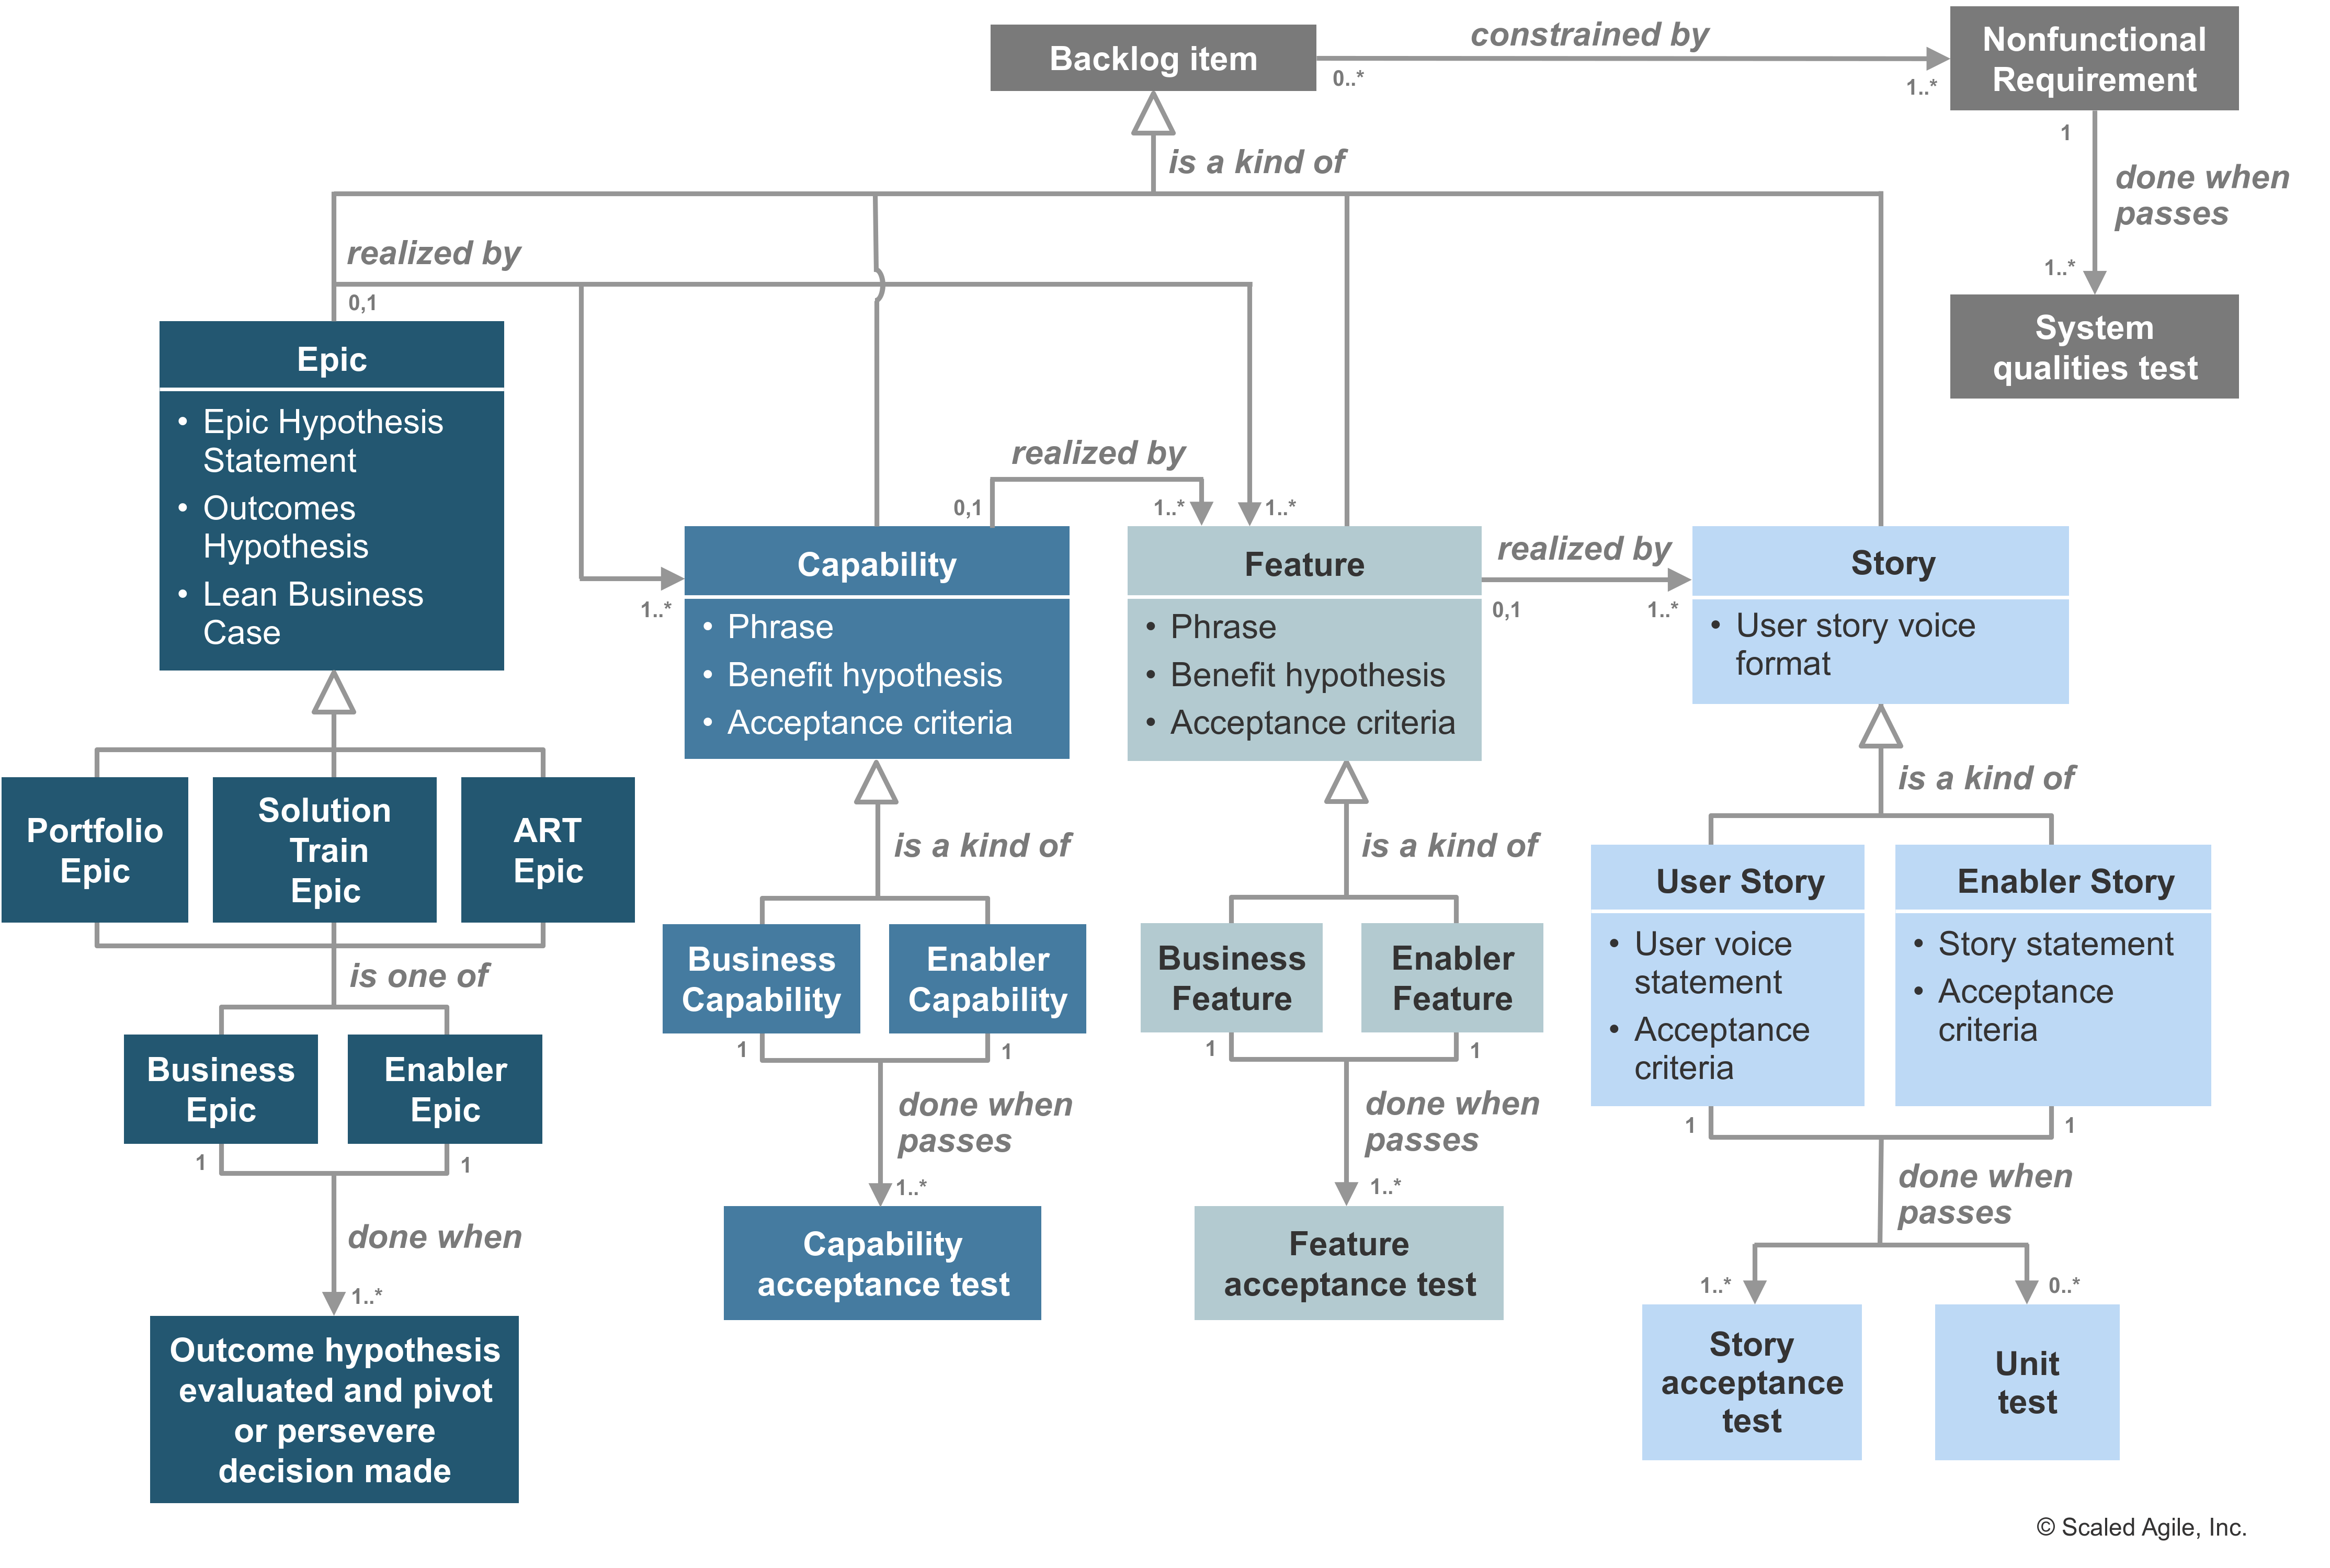 Backlog item
constrained by
0..*
1..*
Nonfunctional
Requirement
1
done when
passes
1..*
System
qualities test
is a kind of
realized by
0,1
Epic
• Epic Hypothesis
Statement
• Outcomes
Hypothesis
• Lean Business
Case
realized by
0,1
1..*
1..*
1..*
Capability
• Phrase
• Benefit hypothesis
• Acceptance criteria
Feature
• Phrase
• Benefit hypothesis
• Acceptance criteria
realized by
0,1
1..*
Story
• User story voice
format
Portfolio
Epic
Solution
Train
Epic
ART
Epic
is one of
Business
Epic
Enabler
Epic
1
1
done when
1..*
Outcome hypothesis
evaluated and pivot
or persevere
decision made
is a kind of
Business
Capability
Enabler
Capability
1
1
done when
passes
1..*
Capability
acceptance test
is a kind of
Business
Feature
Enabler
Feature
1
1
done when
passes
1..*
Feature
acceptance test
is a kind of
User Story
• User voice
statement
• Acceptance
criteria
Enabler Story
• Story statement
• Acceptance
criteria
1
1
done when
passes
1..*
0..*
Story
acceptance
test
Unit
test
© Scaled Agile, Inc.